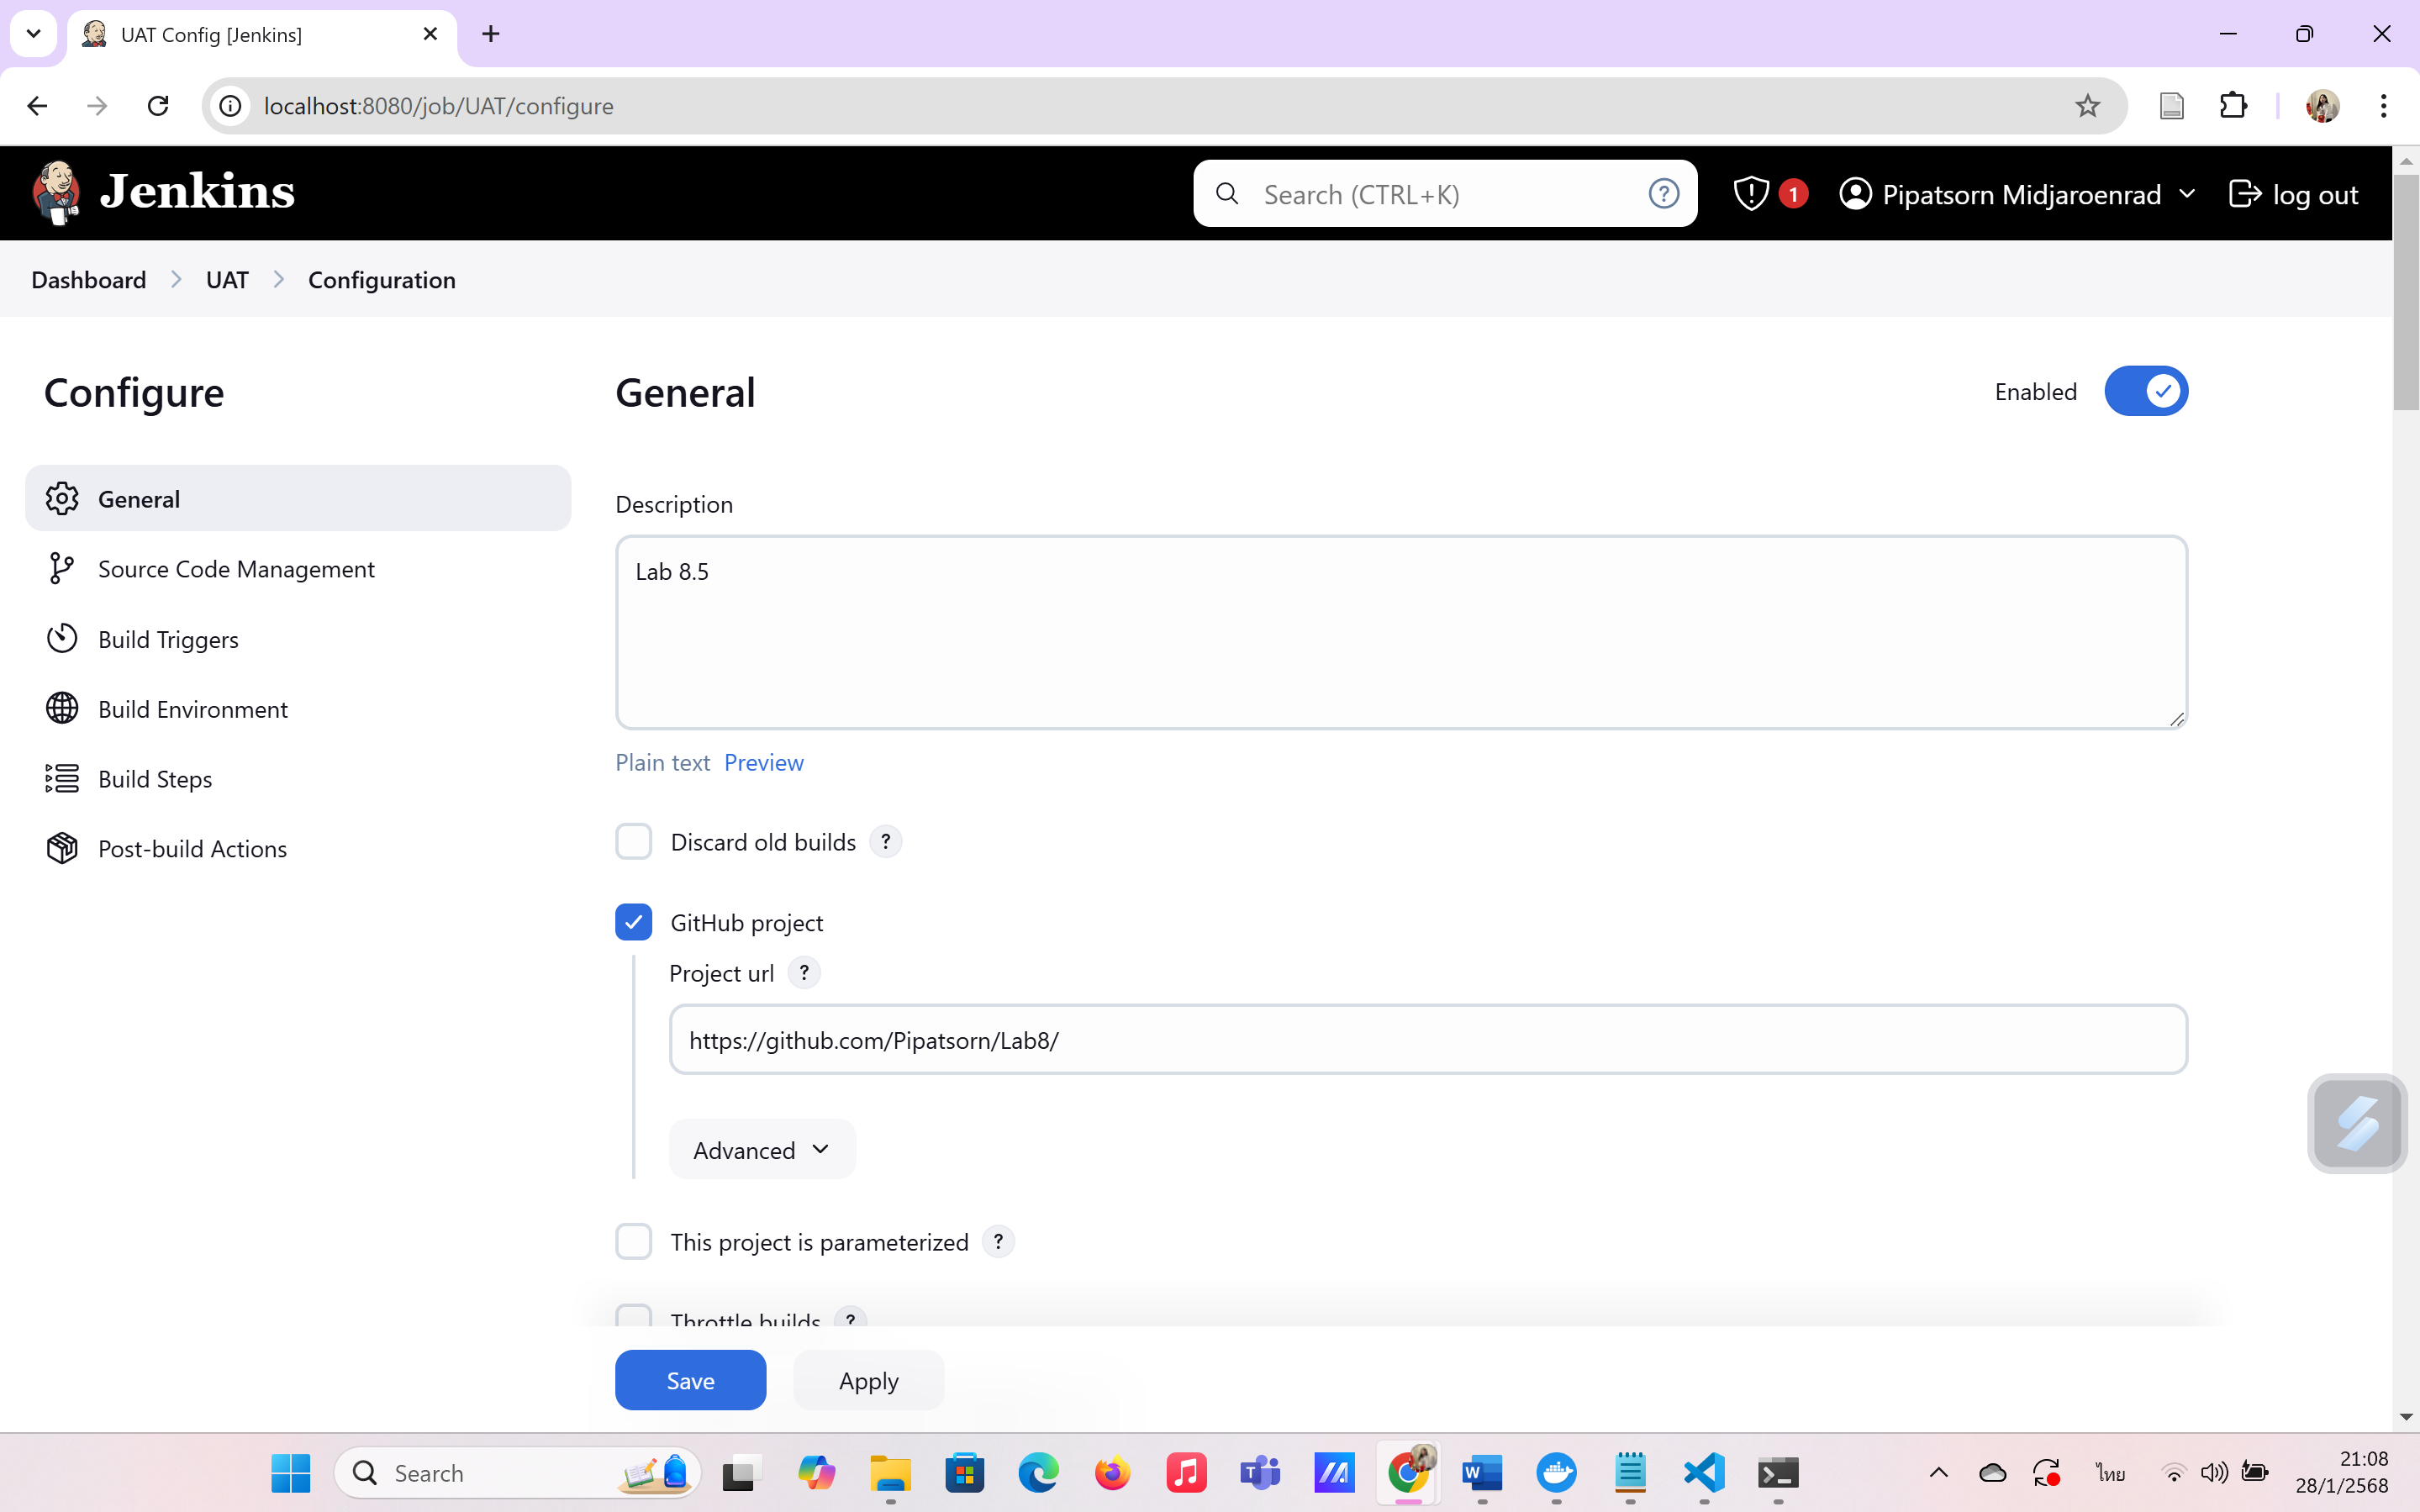 UAT Config [Jenkins]
localhost:8080/job/UAT/configure
Jenkins
Search (CTRL+K)
?
1
Pipatsorn Midjaroenrad
log out
Dashboard
UAT
Configuration
Configure
General
Source Code Management
Build Triggers
Build Environment
Build Steps
Post-build Actions
General
Enabled
Description
Lab 8.5
Plain text Preview
Discard old builds ?
GitHub project
Project url ?
https://github.com/Pipatsorn/Lab8/
Advanced
This project is parameterized ?
Throttle builds ?
Save
Apply
Search
ไทย
21:08
28/1/2568